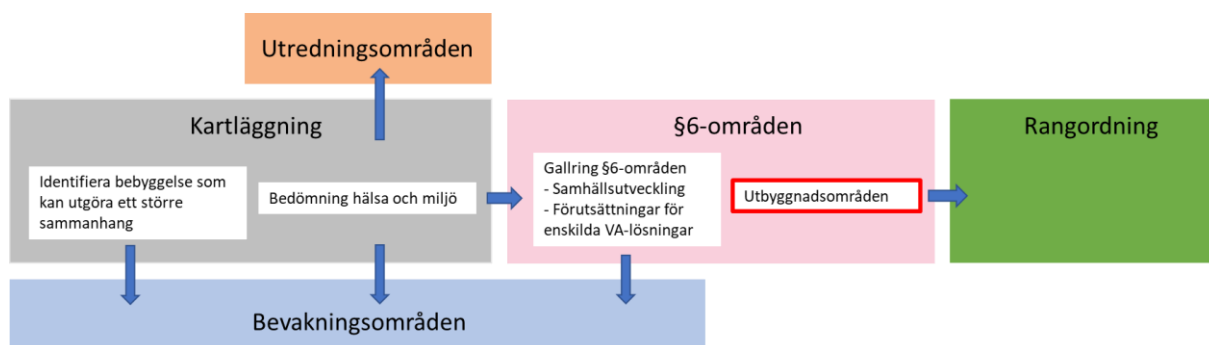 Utredningsområden
Kartläggning
Identifiera bebyggelse som
kan utgöra ett större
sammanhang
Bedömning hälsa och miljö
§6-områden
Gallring §6-områden
- Samhällsutveckling
- Förutsättningar för
enskilda VA-lösningar
Utbyggnadsområden
Rangordning
Bevakningsområden